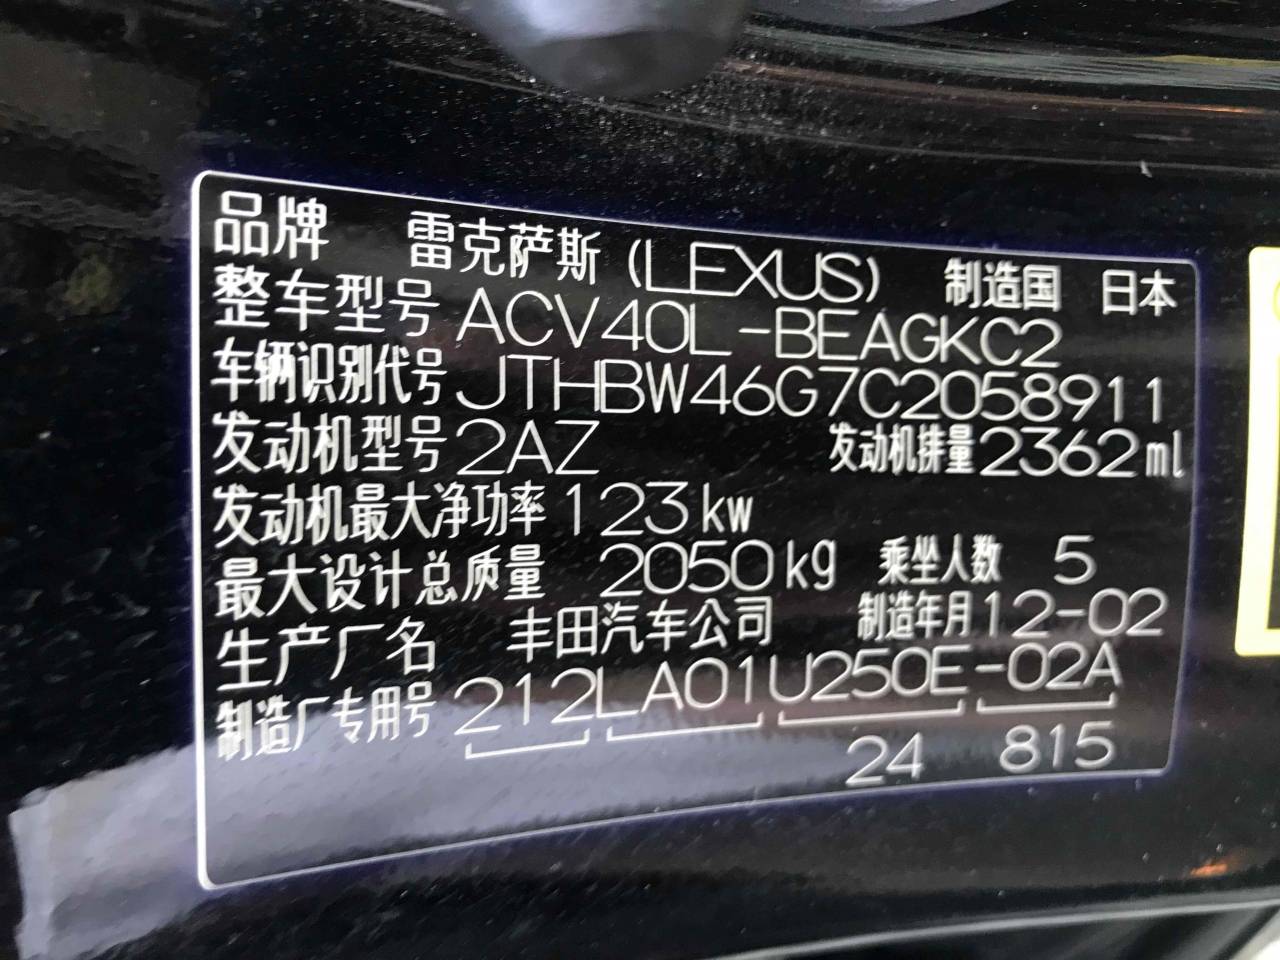 品牌 雷克萨斯 (LEXUS) 制造国 日本
整车型号 ACV40L-BEAGKC2
车辆识别代号 JTHBW46G7C2058911
发动机型号 2AZ 发动机排量 2362ml
发动机最大净功率 123kw
最大设计总质量 2050kg 乘坐人数 5
生产厂名 丰田汽车公司 制造年月 12-02
制造厂专用号 212LA01U250E-02A
24 815